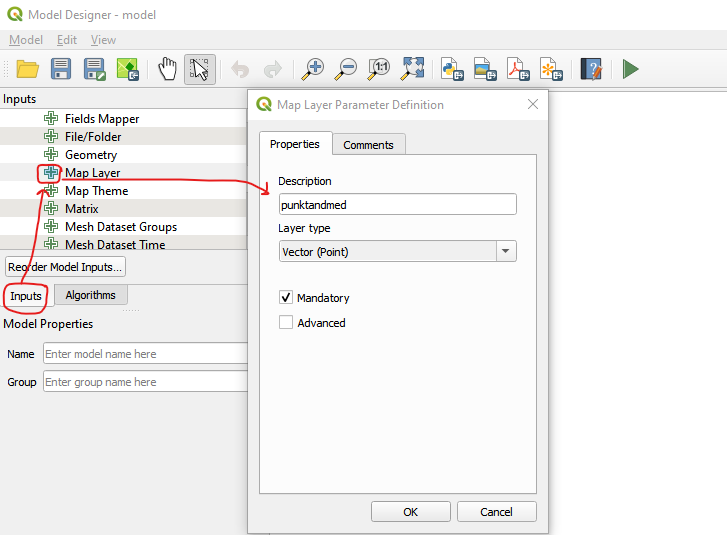 Model Designer - model
Model Edit View
1:1
Inputs
Fields Mapper
File/Folder
Geometry
Map Layer
Map Theme
Matrix
Mesh Dataset Groups
Mesh Dataset Time
Reorder Model Inputs...
Inputs Algorithms
Model Properties
Name Enter model name here
Group Enter group name here
Map Layer Parameter Definition
Properties Comments
Description
punktandmed
Layer type
Vector (Point)
Mandatory
Advanced
OK Cancel